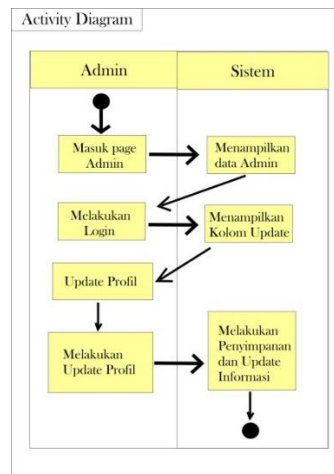 Activity Diagram
Admin
Sistem
Masuk page
Admin
Menampilkan
data Admin
Melakukan
Login
Menampilkan
Kolom Update
Update Profil
Melakukan
Update Profil
Melakukan
Penyimpanan
dan Update
Informasi